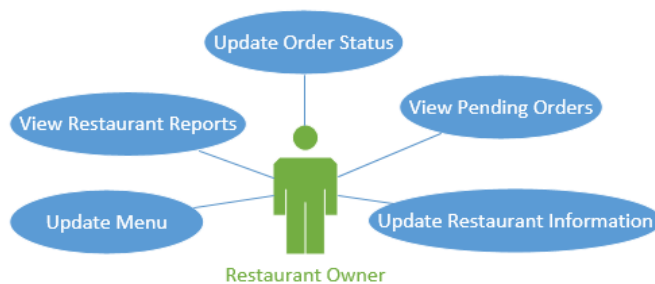 Update Order Status
View Pending Orders
View Restaurant Reports
Update Menu
Update Restaurant Information
Restaurant Owner